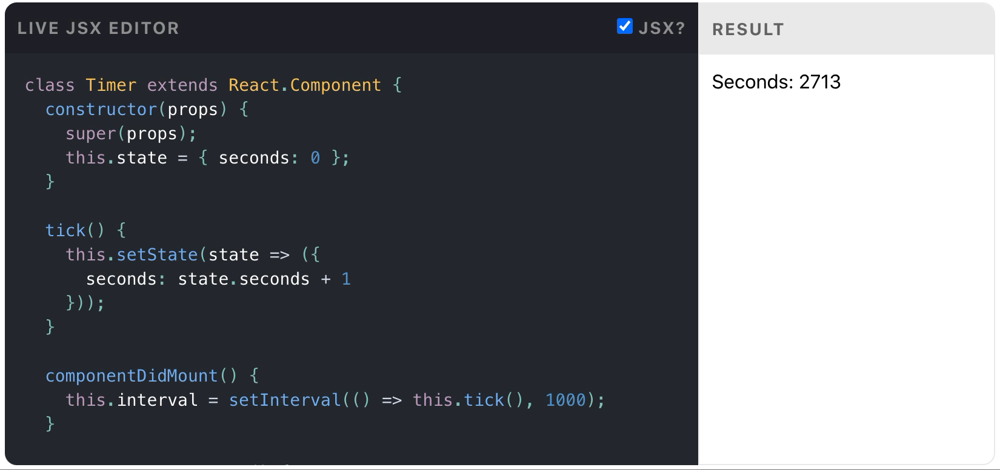 LIVE JSX EDITOR
JSX?
class Timer extends React.Component {
  constructor(props) {
    super(props);
    this.state = { seconds: 0 };
  }

  tick() {
    this.setState(state => ({
      seconds: state.seconds + 1
    }));
  }

  componentDidMount() {
    this.interval = setInterval(() => this.tick(), 1000);
  }
RESULT
Seconds: 2713